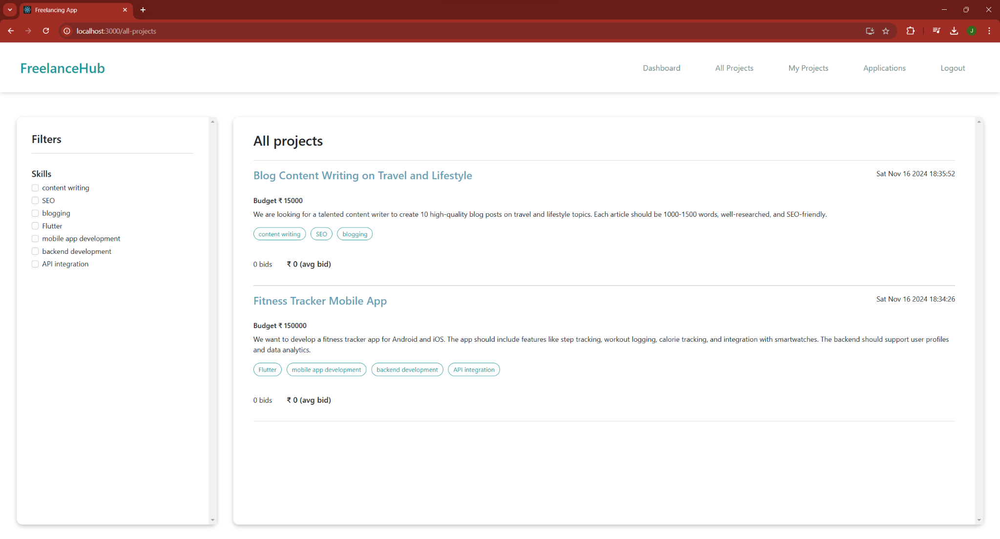 Freelancing App
localhost:3000/all-projects
J
FreelanceHub
Dashboard
All Projects
My Projects
Applications
Logout
Filters
Skills
content writing
SEO
blogging
Flutter
mobile app development
backend development
API integration
All projects
Blog Content Writing on Travel and Lifestyle
Sat Nov 16 2024 18:35:52
Budget ₹ 15000
We are looking for a talented content writer to create 10 high-quality blog posts on travel and lifestyle topics. Each article should be 1000-1500 words, well-researched, and SEO-friendly.
content writing
SEO
blogging
0 bids
₹ 0 (avg bid)
Fitness Tracker Mobile App
Sat Nov 16 2024 18:34:26
Budget ₹ 150000
We want to develop a fitness tracker app for Android and iOS. The app should include features like step tracking, workout logging, calorie tracking, and integration with smartwatches. The backend should support user profiles
and data analytics.
Flutter
mobile app development
backend development
API integration
0 bids
₹ 0 (avg bid)